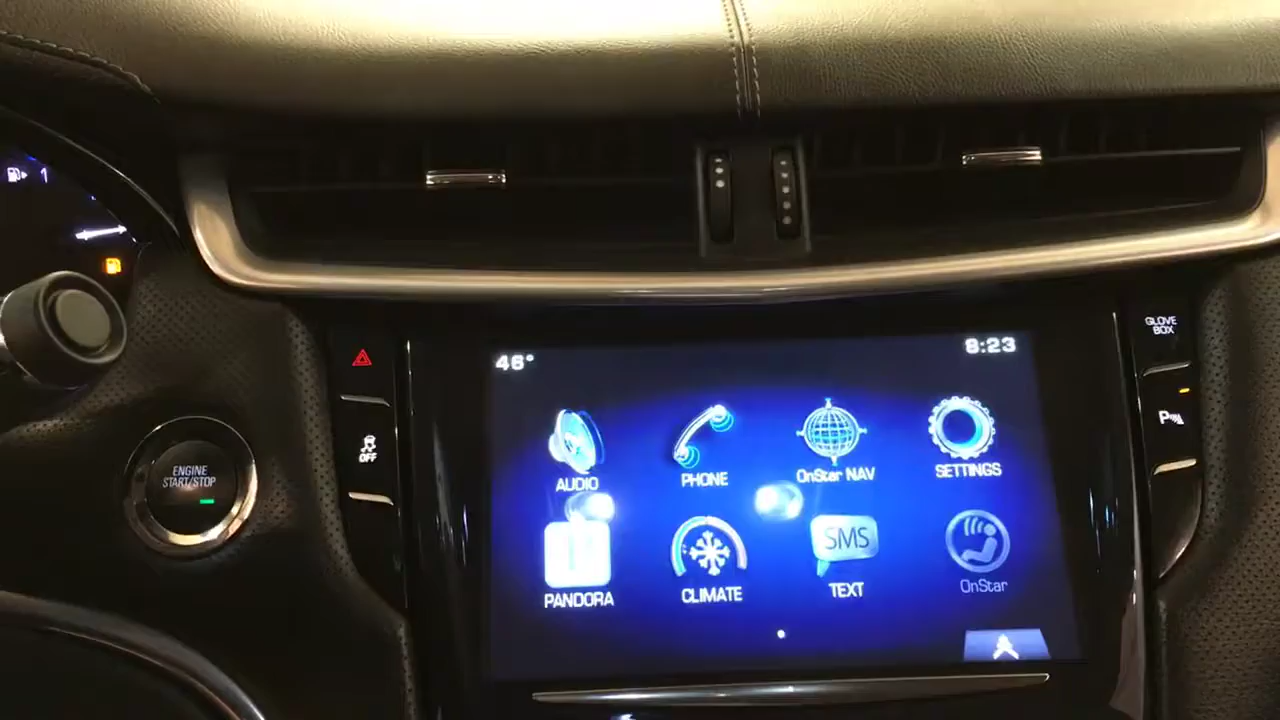 1
46°
8:23
GLOVE
BOX
OFF
P
ENGINE
START/STOP
AUDIO
PHONE
OnStar NAV
SETTINGS
SMS
PANDORA
CLIMATE
TEXT
OnStar